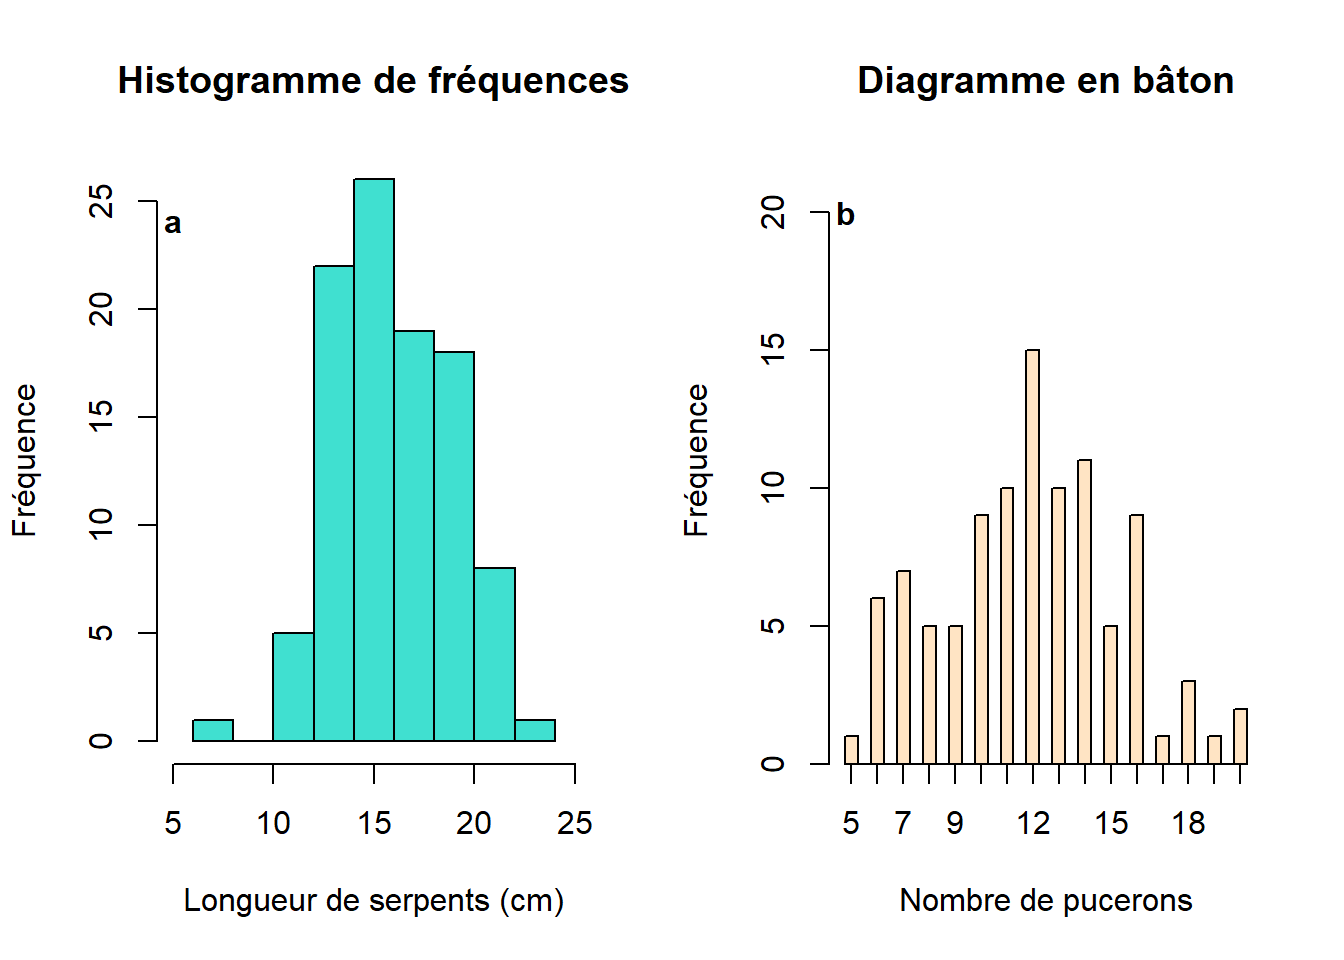 Histogramme de fréquences
a
Fréquence
25
20
15
10
5
0
5 10 15 20 25
Longueur de serpents (cm)
Diagramme en bâton
b
Fréquence
20
15
10
5
0
5 7 9 12 15 18
Nombre de pucerons